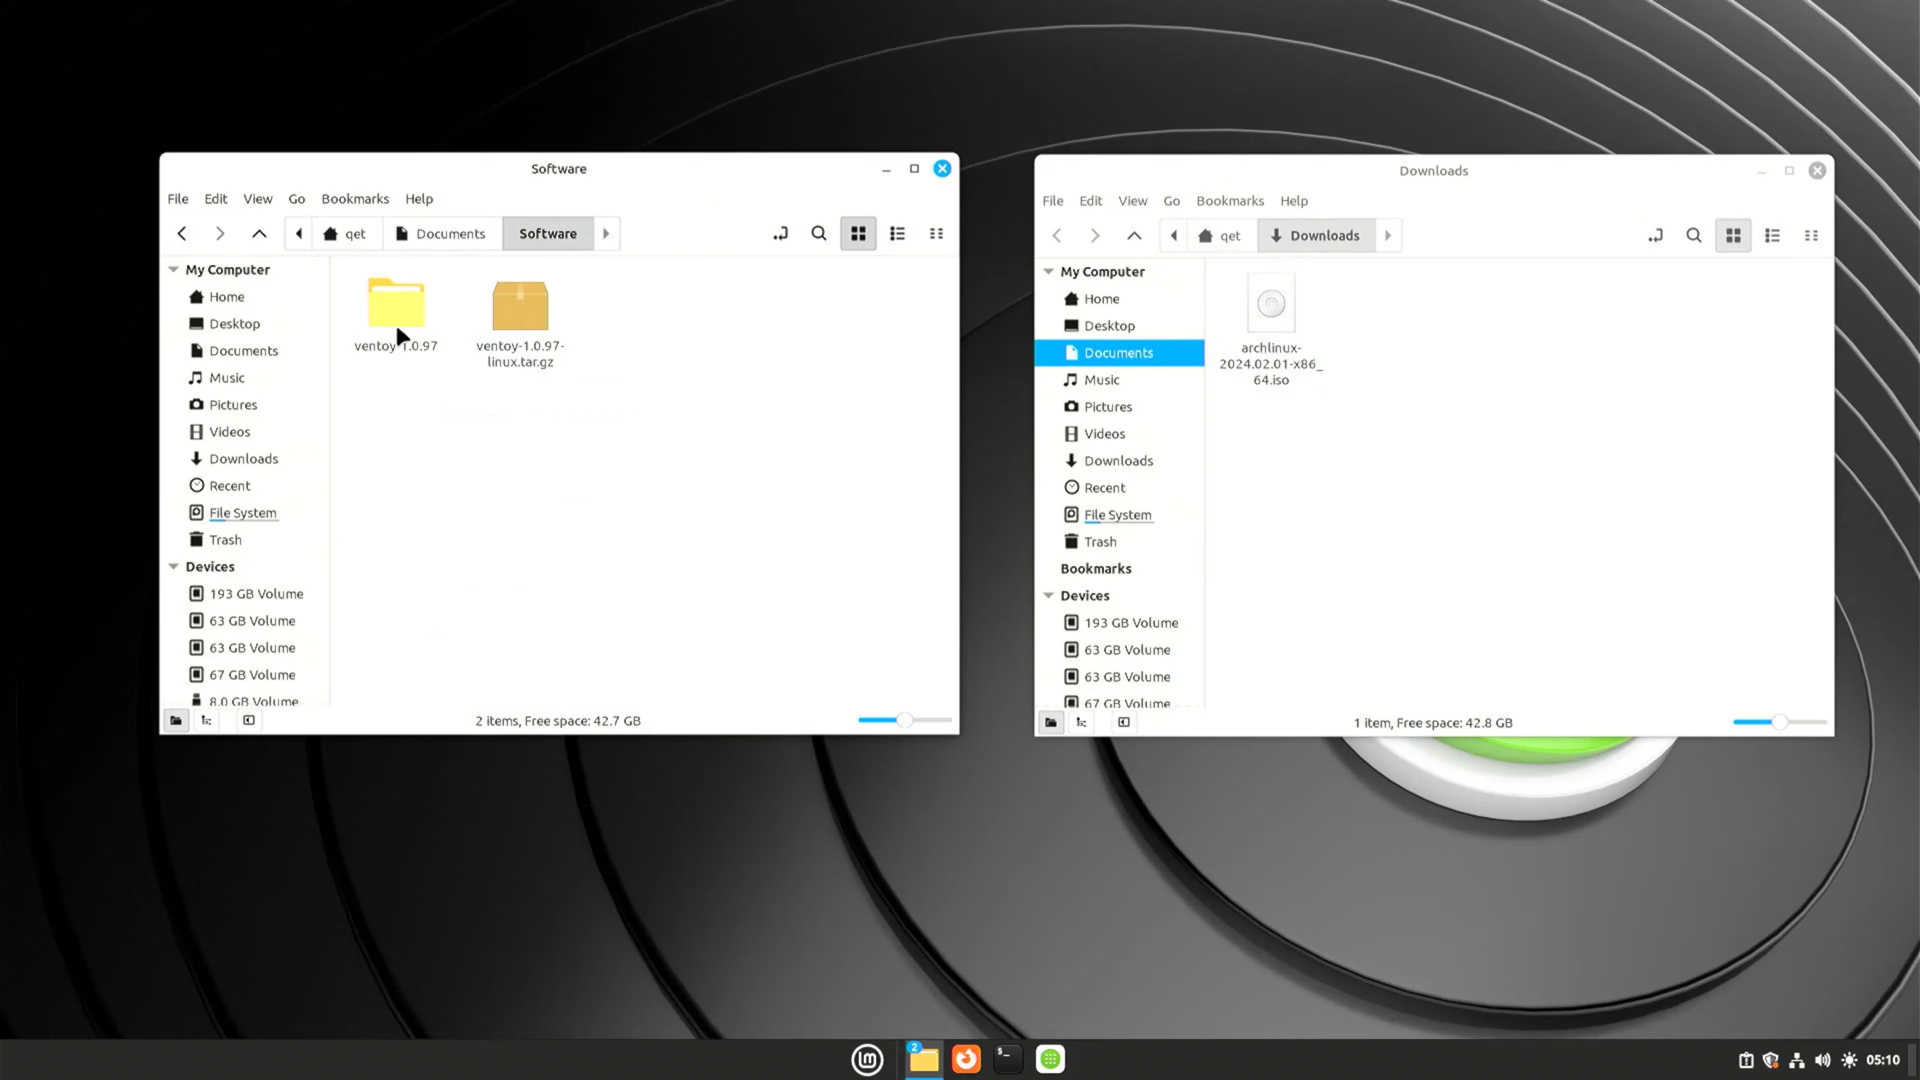 Software
File Edit View Go Bookmarks Help
qet Documents Software
My Computer
Home
Desktop
Documents
Music
Pictures
Videos
Downloads
Recent
File System
Trash
Devices
193 GB Volume
63 GB Volume
63 GB Volume
67 GB Volume
8.0 GB Volume
ventoy-1.0.97
ventoy-1.0.97-
linux.tar.gz
2 items, Free space: 42.7 GB
Downloads
File Edit View Go Bookmarks Help
qet Downloads
My Computer
Home
Desktop
Documents
Music
Pictures
Videos
Downloads
Recent
File System
Trash
Bookmarks
Devices
193 GB Volume
63 GB Volume
63 GB Volume
67 GB Volume
archlinux-
2024.02.01-x86_
64.iso
1 item, Free space: 42.8 GB
2
$_
05:10